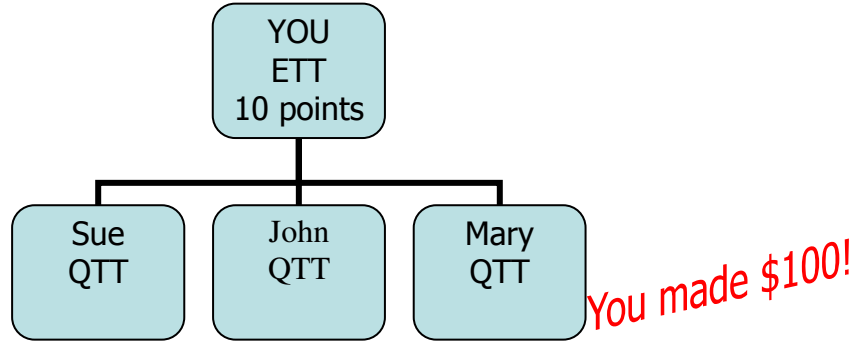 YOU
ETT
10 points
Sue
QTT
John
QTT
Mary
QTT
You made $100!